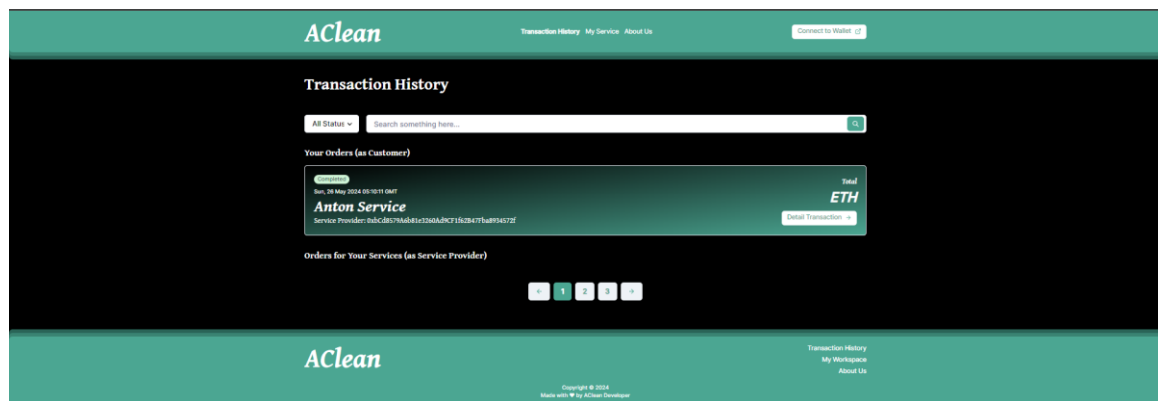 AClean
Transaction History My Service About Us
Connect to Wallet
Transaction History
All Status
Search something here...
Your Orders (as Customer)
Completed
Sun, 26 May 2024 05:10:11 GMT
Anton Service
Service Provider: 0xbCd8579A6b81e3260Ad9CF1f62B47Fba8934572f
Total
ETH
Detail Transaction →
Orders for Your Services (as Service Provider)
← 1 2 3 →
AClean
Transaction History
My Workspace
About Us
Copyright © 2024
Made with ♥ by AClean Developer